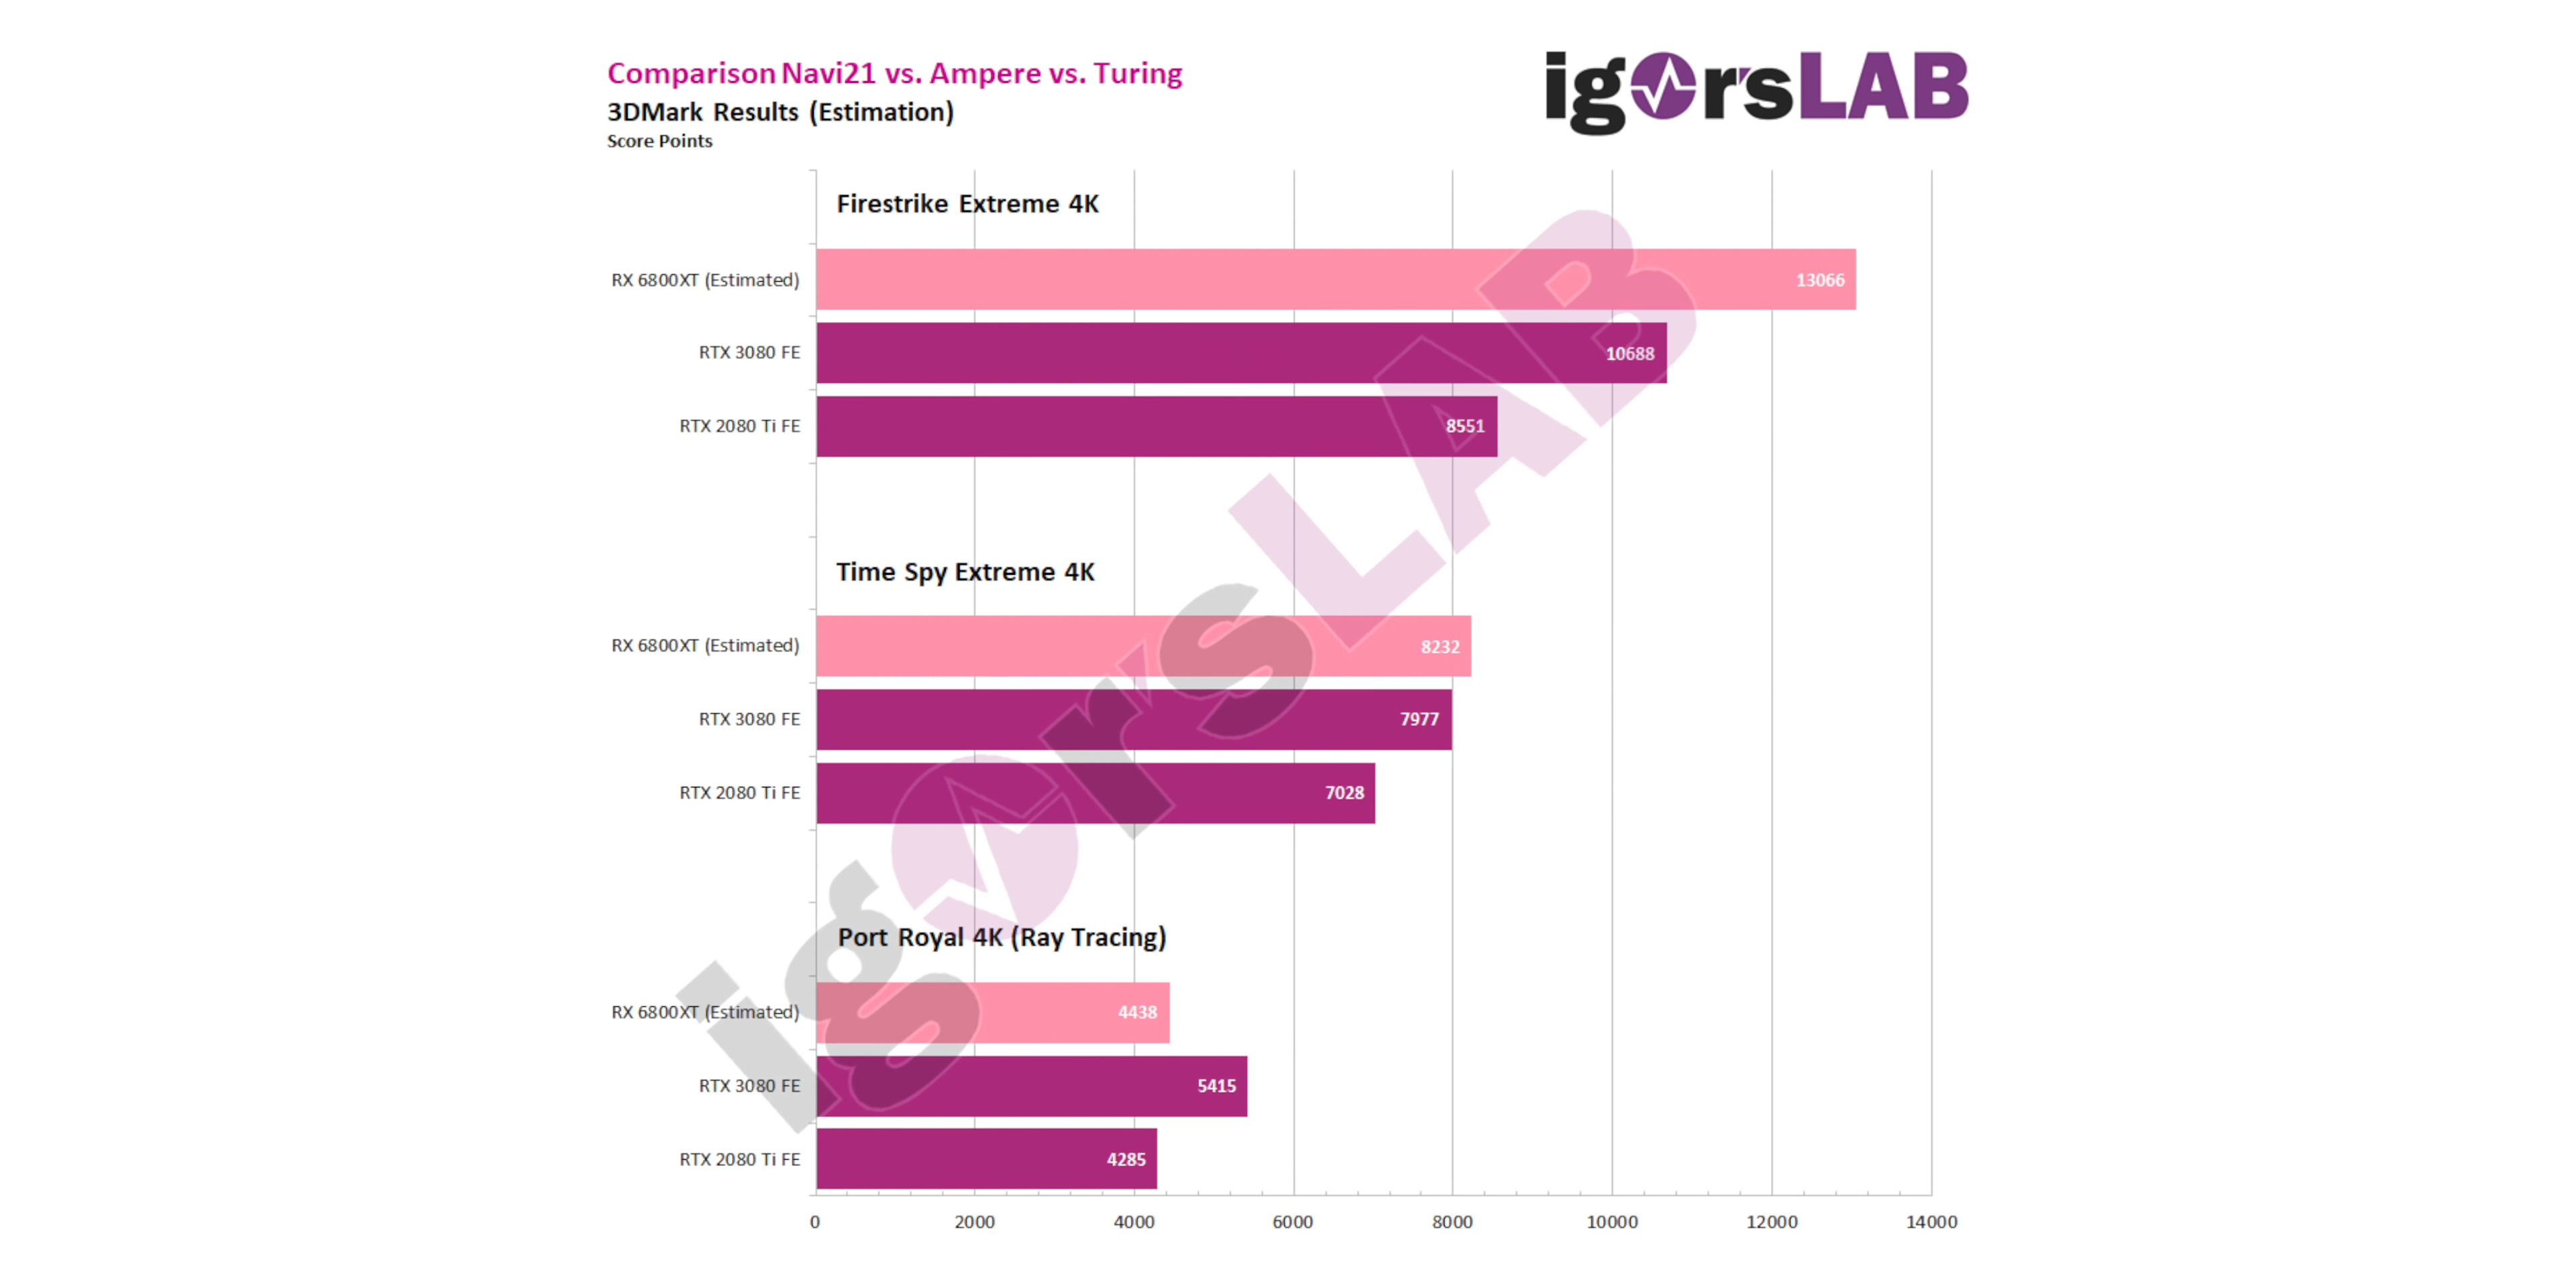 Comparison Navi21 vs. Ampere vs. Turing
3DMark Results (Estimation)
Score Points
igorsLAB
Firestrike Extreme 4K
RX 6800XT (Estimated) 13066
RTX 3080 FE 10688
RTX 2080 Ti FE 8551
Time Spy Extreme 4K
RX 6800XT (Estimated) 8232
RTX 3080 FE 7977
RTX 2080 Ti FE 7028
Port Royal 4K (Ray Tracing)
RX 6800XT (Estimated) 4438
RTX 3080 FE 5415
RTX 2080 Ti FE 4285
0 2000 4000 6000 8000 10000 12000 14000
igorsLAB